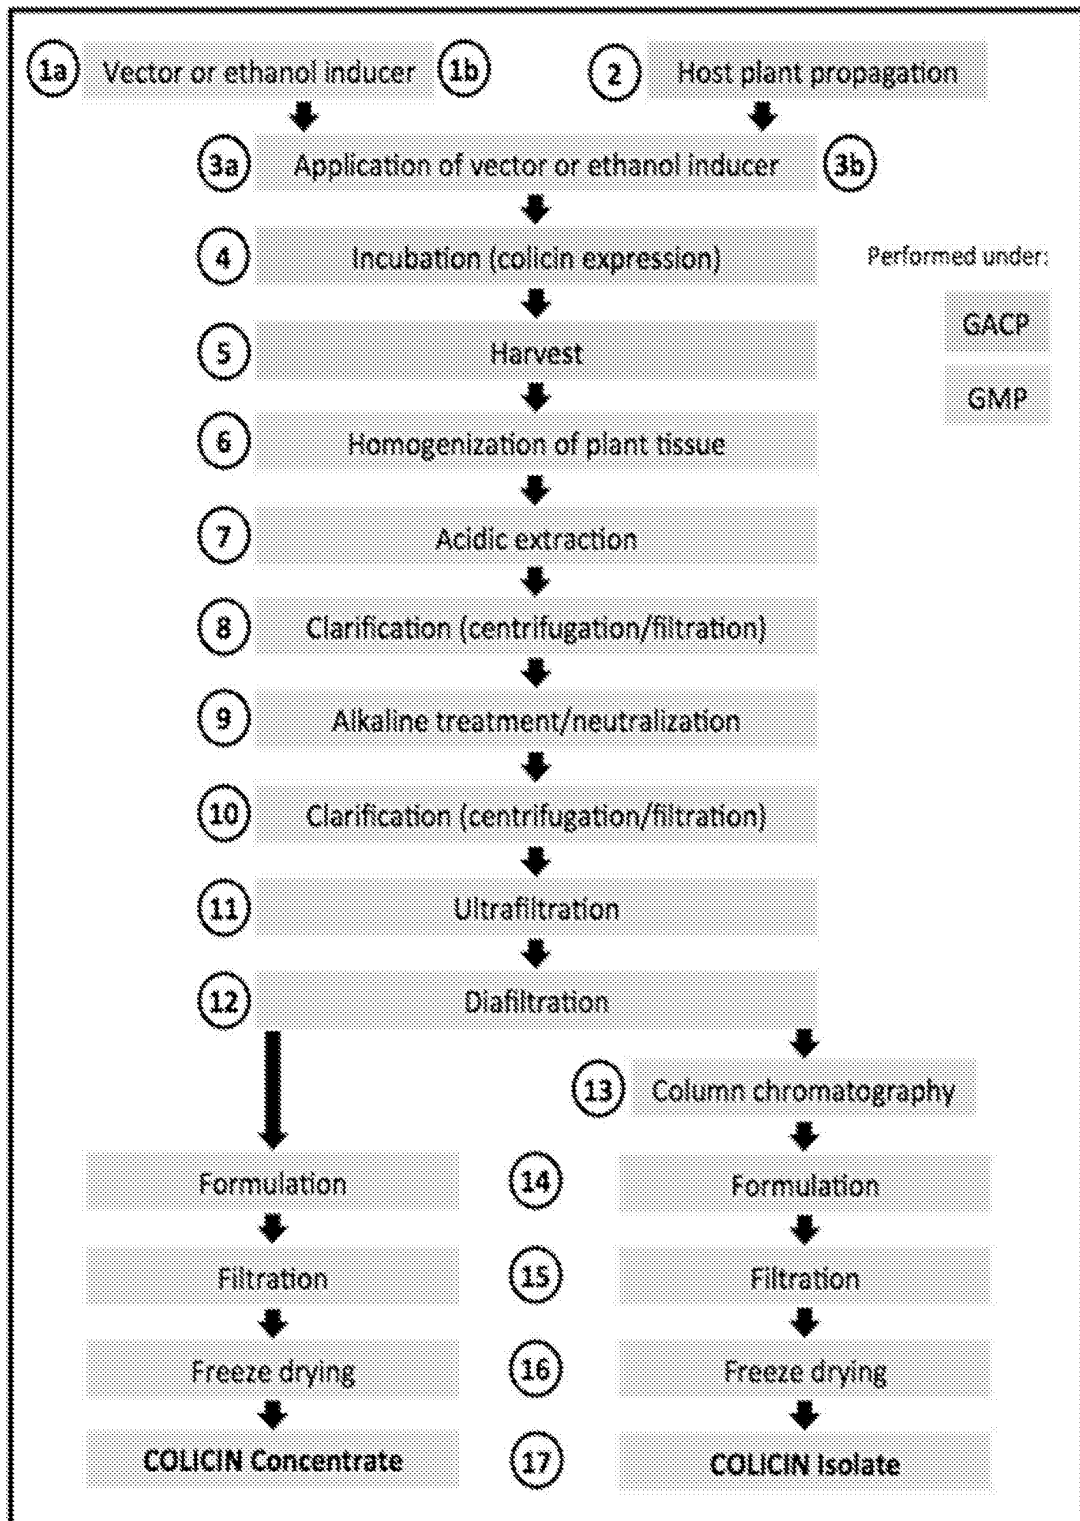 1a Vector or ethanol inducer 1b 2 Host plant propagation
3a Application of vector or ethanol inducer 3b
4 Incubation (colicin expression)
Performed under:
GACP
5 Harvest
GMP
6 Homogenization of plant tissue
7 Acidic extraction
8 Clarification (centrifugation/filtration)
9 Alkaline treatment/neutralization
10 Clarification (centrifugation/filtration)
11 Ultrafiltration
12 Diafiltration
13 Column chromatography
Formulation 14 Formulation
Filtration 15 Filtration
Freeze drying 16 Freeze drying
COLICIN Concentrate 17 COLICIN Isolate